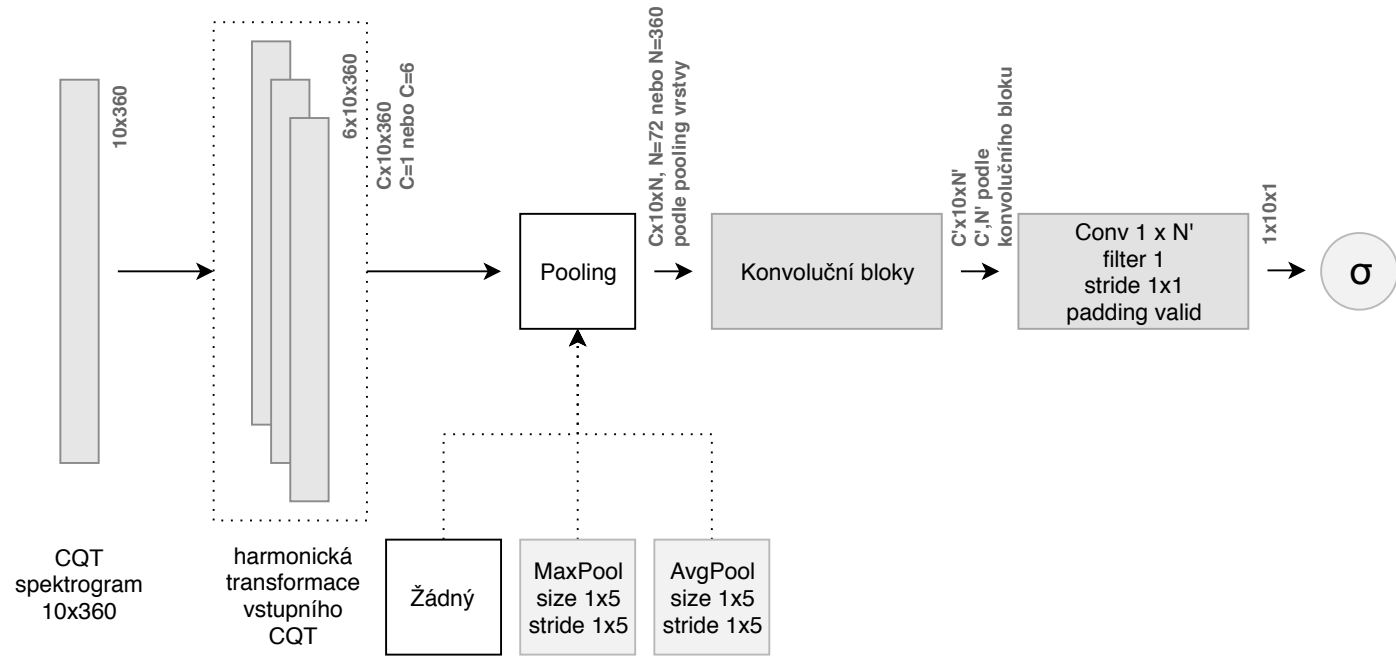 10x360
6x10x360
Cx10x360
C=1 nebo C=6
Cx10xN, N=72 nebo N=360
podle pooling vrstvy
C'x10xN'
C',N' podle
konvolučního bloku
1x10x1
Pooling
Konvoluční bloky
Conv 1 x N'
filter 1
stride 1x1
padding valid
σ
CQT
spektrogram
10x360
harmonická
transformace
vstupního
CQT
Žádný
MaxPool
size 1x5
stride 1x5
AvgPool
size 1x5
stride 1x5